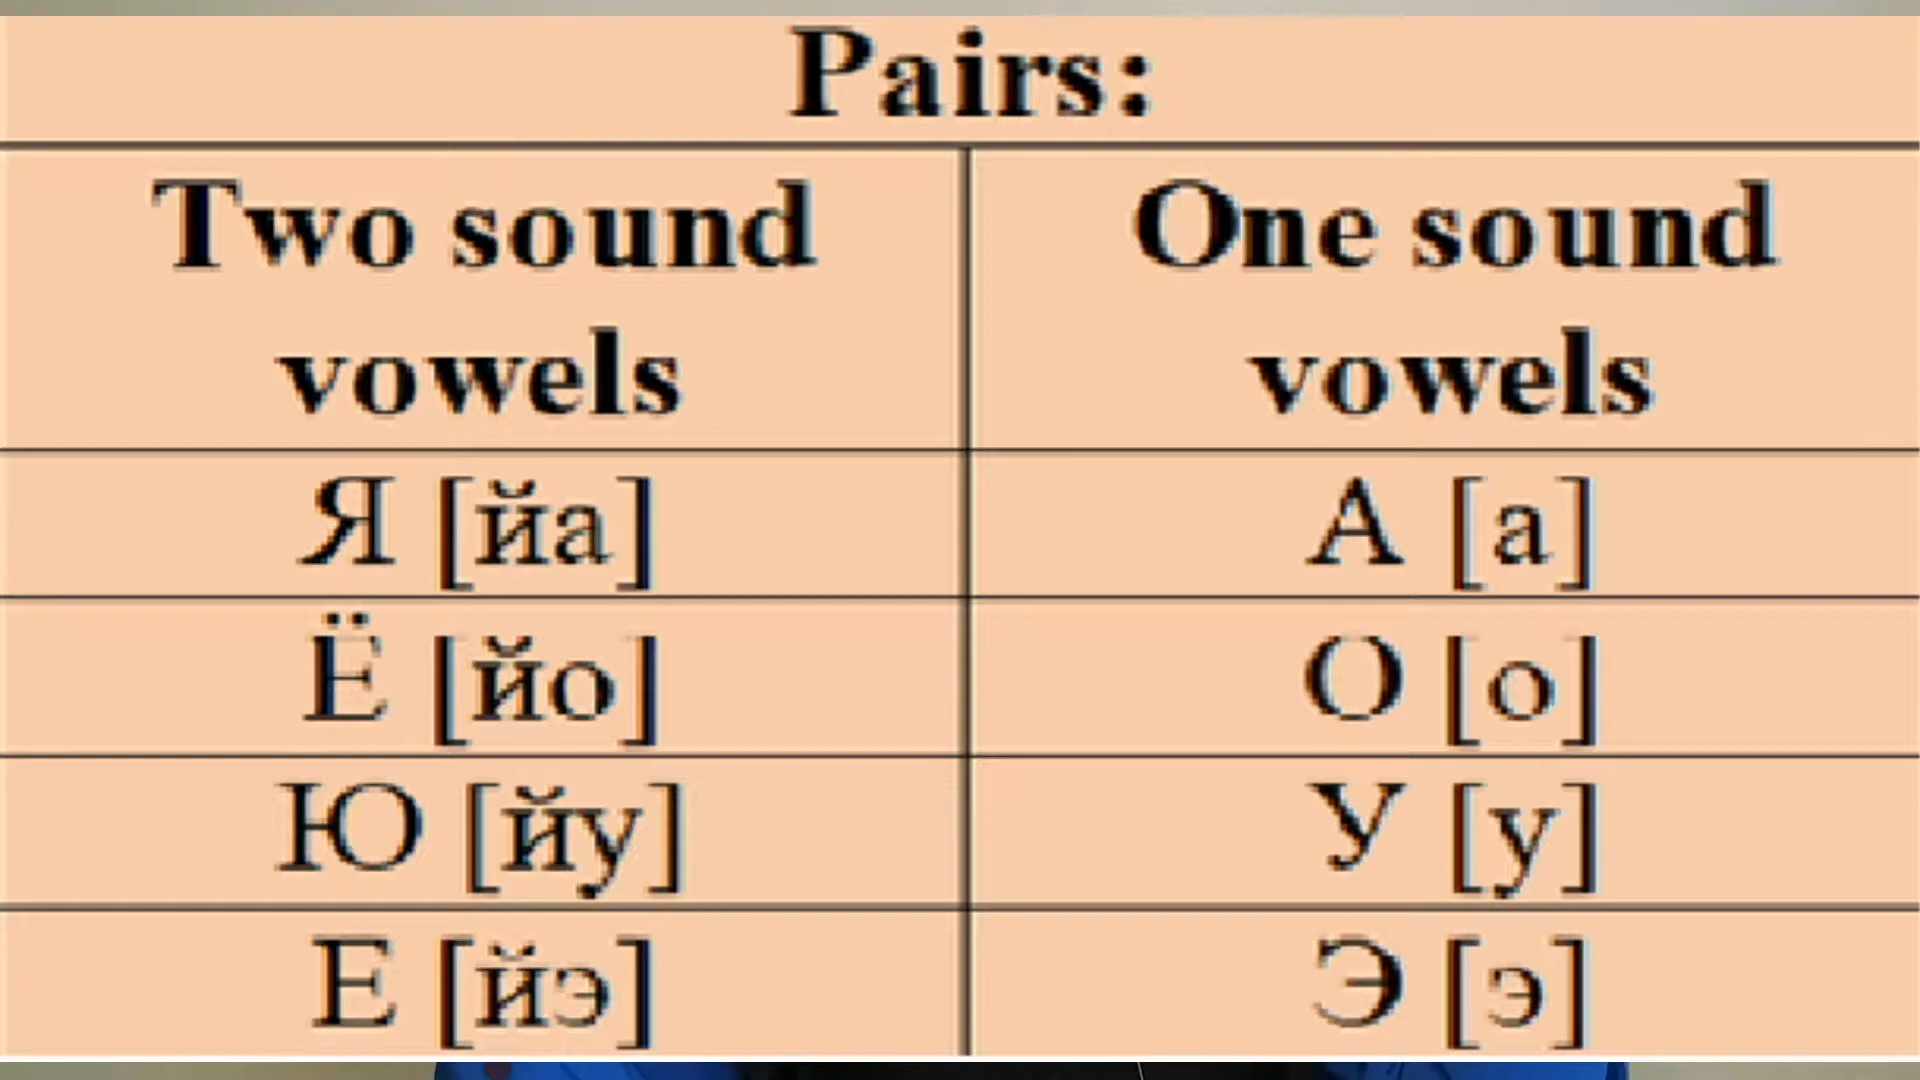 Pairs:
Two sound
vowels
One sound
vowels
Я [йа]
А [а]
Ё [йо]
О [о]
Ю [йу]
У [у]
Е [йэ]
Э [э]